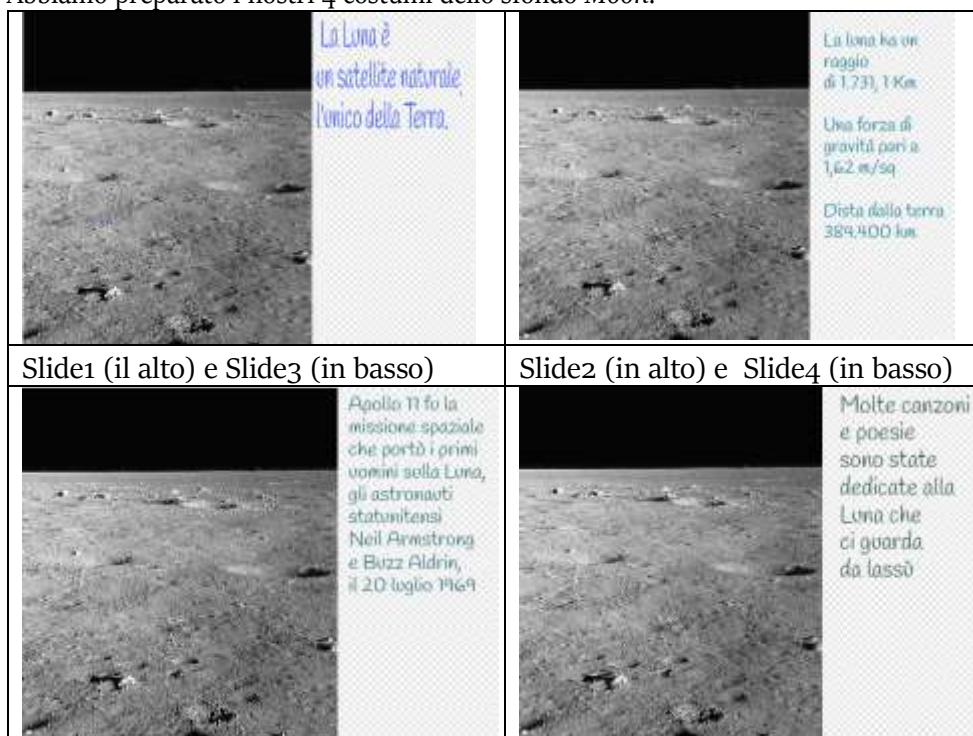 Abbiamo preparato i nostri 4 costumi dello sfondo Moon.
La Luna è
un satellite naturale,
l'unico della Terra.
La luna ha un
raggio
di 1.731, 1 Km
Una forza di
gravità pari a
1,62 m/sq
Dista dalla terra
384.400 km
Slide1 (il alto) e Slide3 (in basso)
Slide2 (in alto) e Slide4 (in basso)
Apollo 11 fu la
missione spaziale
che portò i primi
uomini sulla Luna,
gli astronauti
statunitensi
Neil Armstrong
e Buzz Aldrin,
il 20 luglio 1969
Molte canzoni
e poesie
sono state
dedicate alla
Luna che
ci guarda
da lassù